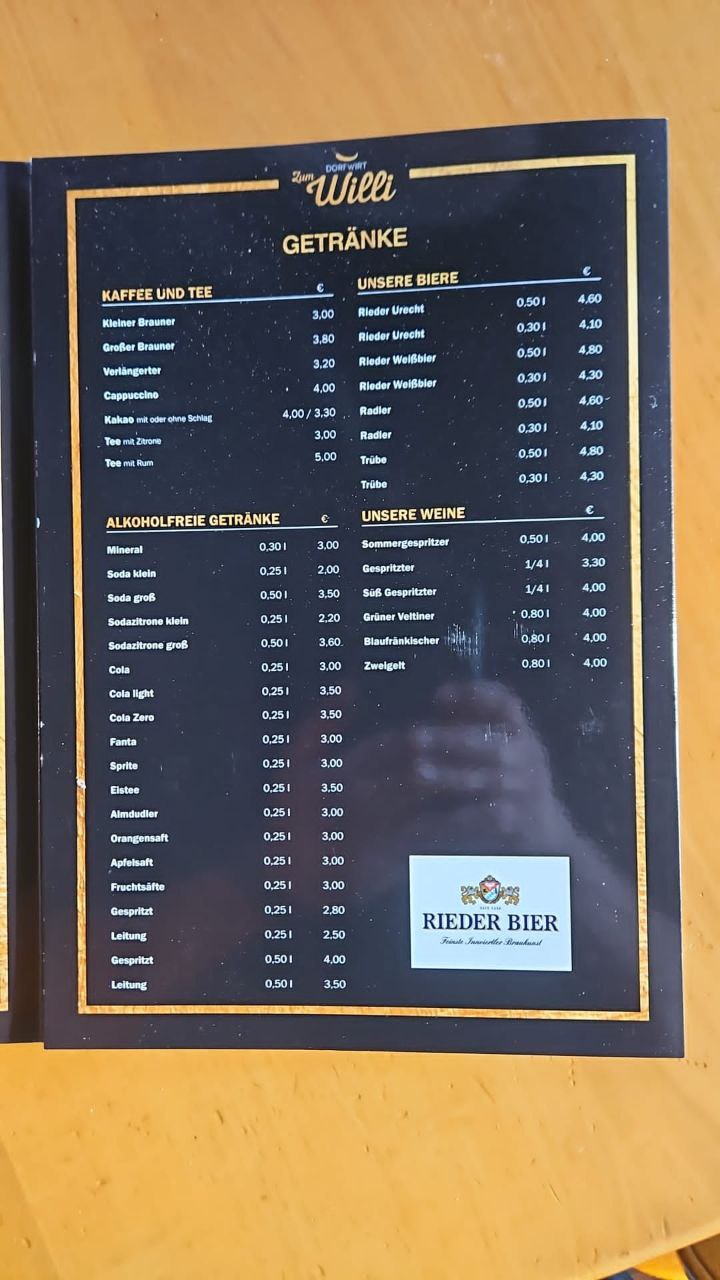 DORFWIRT
Zum Willi
GETRÄNKE
KAFFEE UND TEE €
Kleiner Brauner 3,00
Großer Brauner 3,80
Verlängerter 3,20
Cappuccino 4,00
Kakao mit oder ohne Schlag 4,00 / 3,30
Tee mit Zitrone 3,00
Tee mit Rum 5,00
ALKOHOLFREIE GETRÄNKE €
Mineral 0,30 l 3,00
Soda klein 0,25 l 2,00
Soda groß 0,50 l 3,50
Sodazitrone klein 0,25 l 2,20
Sodazitrone groß 0,50 l 3,60
Cola 0,25 l 3,00
Cola light 0,25 l 3,50
Cola Zero 0,25 l 3,50
Fanta 0,25 l 3,00
Sprite 0,25 l 3,00
Eistee 0,25 l 3,50
Almdudler 0,25 l 3,00
Orangensaft 0,25 l 3,00
Apfelsaft 0,25 l 3,00
Fruchtsäfte 0,25 l 3,00
Gespritzt 0,25 l 2,80
Leitung 0,25 l 2,50
Gespritzt 0,50 l 4,00
Leitung 0,50 l 3,50
UNSERE BIERE €
Rieder Urecht 0,50 l 4,60
Rieder Urecht 0,30 l 4,10
Rieder Weißbier 0,50 l 4,80
Rieder Weißbier 0,30 l 4,30
Radler 0,50 l 4,60
Radler 0,30 l 4,10
Trübe 0,50 l 4,80
Trübe 0,30 l 4,30
UNSERE WEINE €
Sommergespritzer 0,50 l 4,00
Gespritzter 1/4 l 3,30
Süß Gespritzter 1/4 l 4,00
Grüner Veltiner 0,80 l 4,00
Blaufränkischer 0,80 l 4,00
Zweigelt 0,80 l 4,00
RIEDER BIER
Feinste Innviertler Braukunst